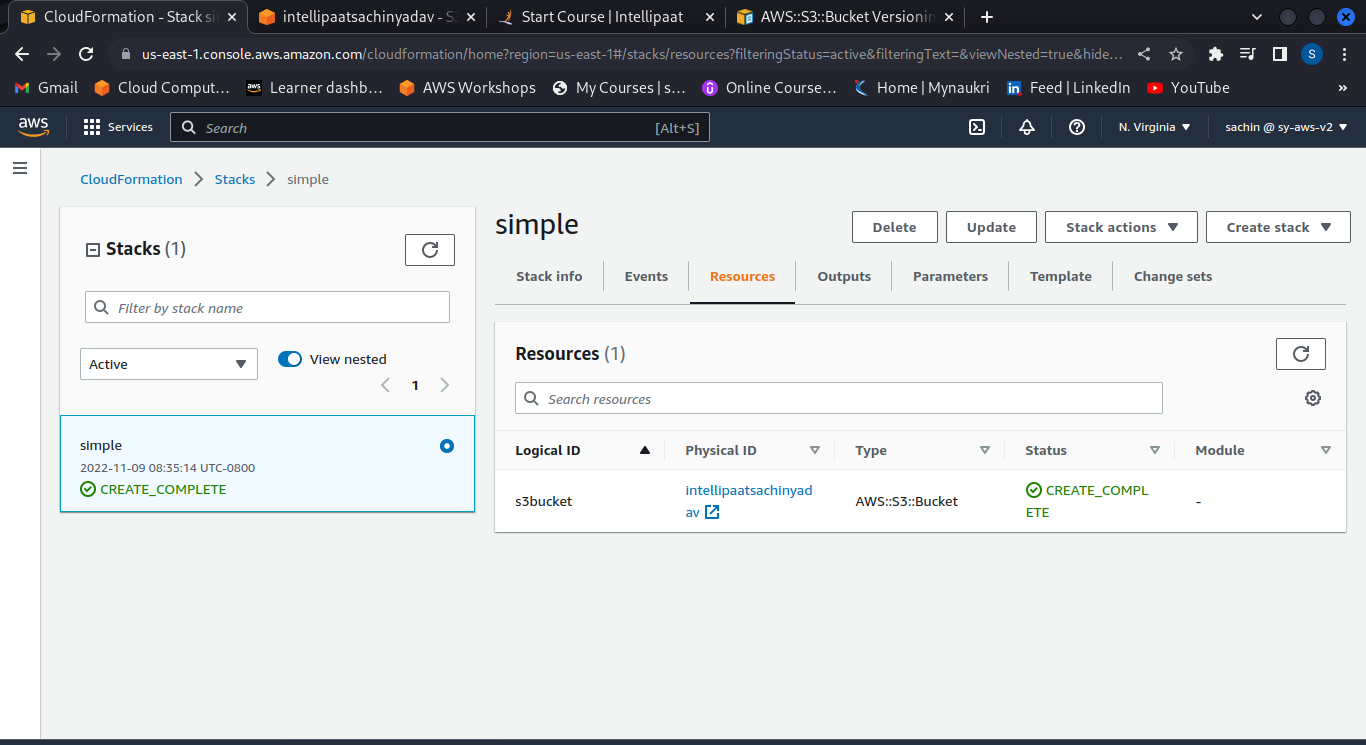 CloudFormation - Stack si
intellipaatsachinyadav - S
Start Course | Intellipaat
AWS::S3::Bucket Versionin
us-east-1.console.aws.amazon.com/cloudformation/home?region=us-east-1#/stacks/resources?filteringStatus=active&filteringText=&viewNested=true&hide...
S
Gmail
Cloud Comput...
aws
Learner dashb...
AWS Workshops
My Courses | s...
Online Course...
Home | Mynaukri
Feed | LinkedIn
YouTube
»
aws
Services
Search
[Alt+S]
N. Virginia
sachin @ sy-aws-v2
CloudFormation
Stacks
simple
Stacks (1)
Filter by stack name
Active
View nested
1
simple
2022-11-09 08:35:14 UTC-0800
CREATE_COMPLETE
simple
Delete
Update
Stack actions
Create stack
Stack info
Events
Resources
Outputs
Parameters
Template
Change sets
Resources (1)
Search resources
Logical ID
Physical ID
Type
Status
Module
s3bucket
intellipaatsachinyad
av
AWS::S3::Bucket
CREATE_COMPL
ETE
-